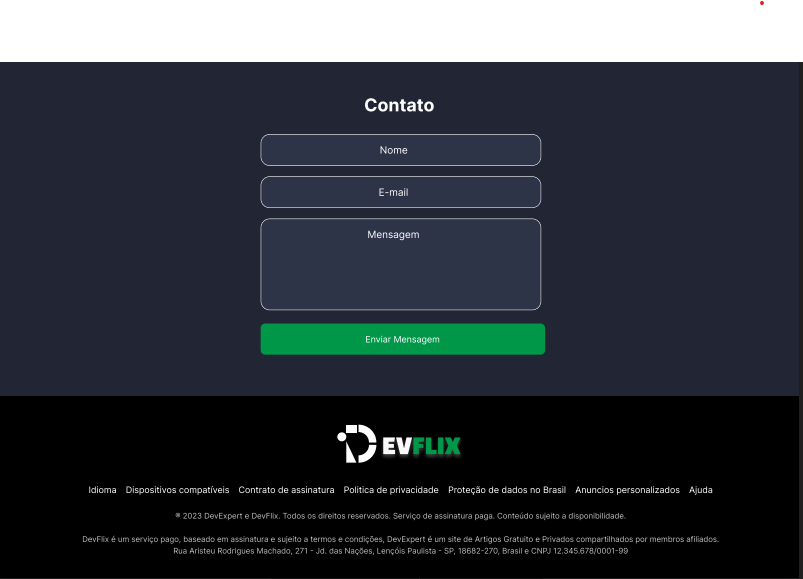 Contato
Nome
E-mail
Mensagem
Enviar Mensagem
DEVFLIX
Idioma Dispositivos compatíveis Contrato de assinatura Política de privacidade Proteção de dados no Brasil Anuncios personalizados Ajuda
® 2023 DevExpert e DevFlix. Todos os direitos reservados. Serviço de assinatura paga. Conteúdo sujeito a disponibilidade.
DevFlix é um serviço pago, baseado em assinatura e sujeito a termos e condições, DevExpert é um site de Artigos Gratuito e Privados compartilhados por membros afiliados.
Rua Aristeu Rodrigues Machado, 271 - Jd. das Nações, Lençóis Paulista - SP, 18682-270, Brasil e CNPJ 12.345.678/0001-99